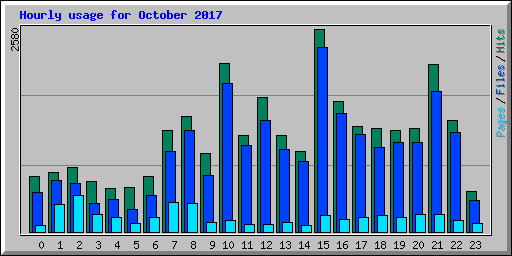 Hourly usage for October 2017
2580
Pages/Files/Hits
0 1 2 3 4 5 6 7 8 9 10 11 12 13 14 15 16 17 18 19 20 21 22 23